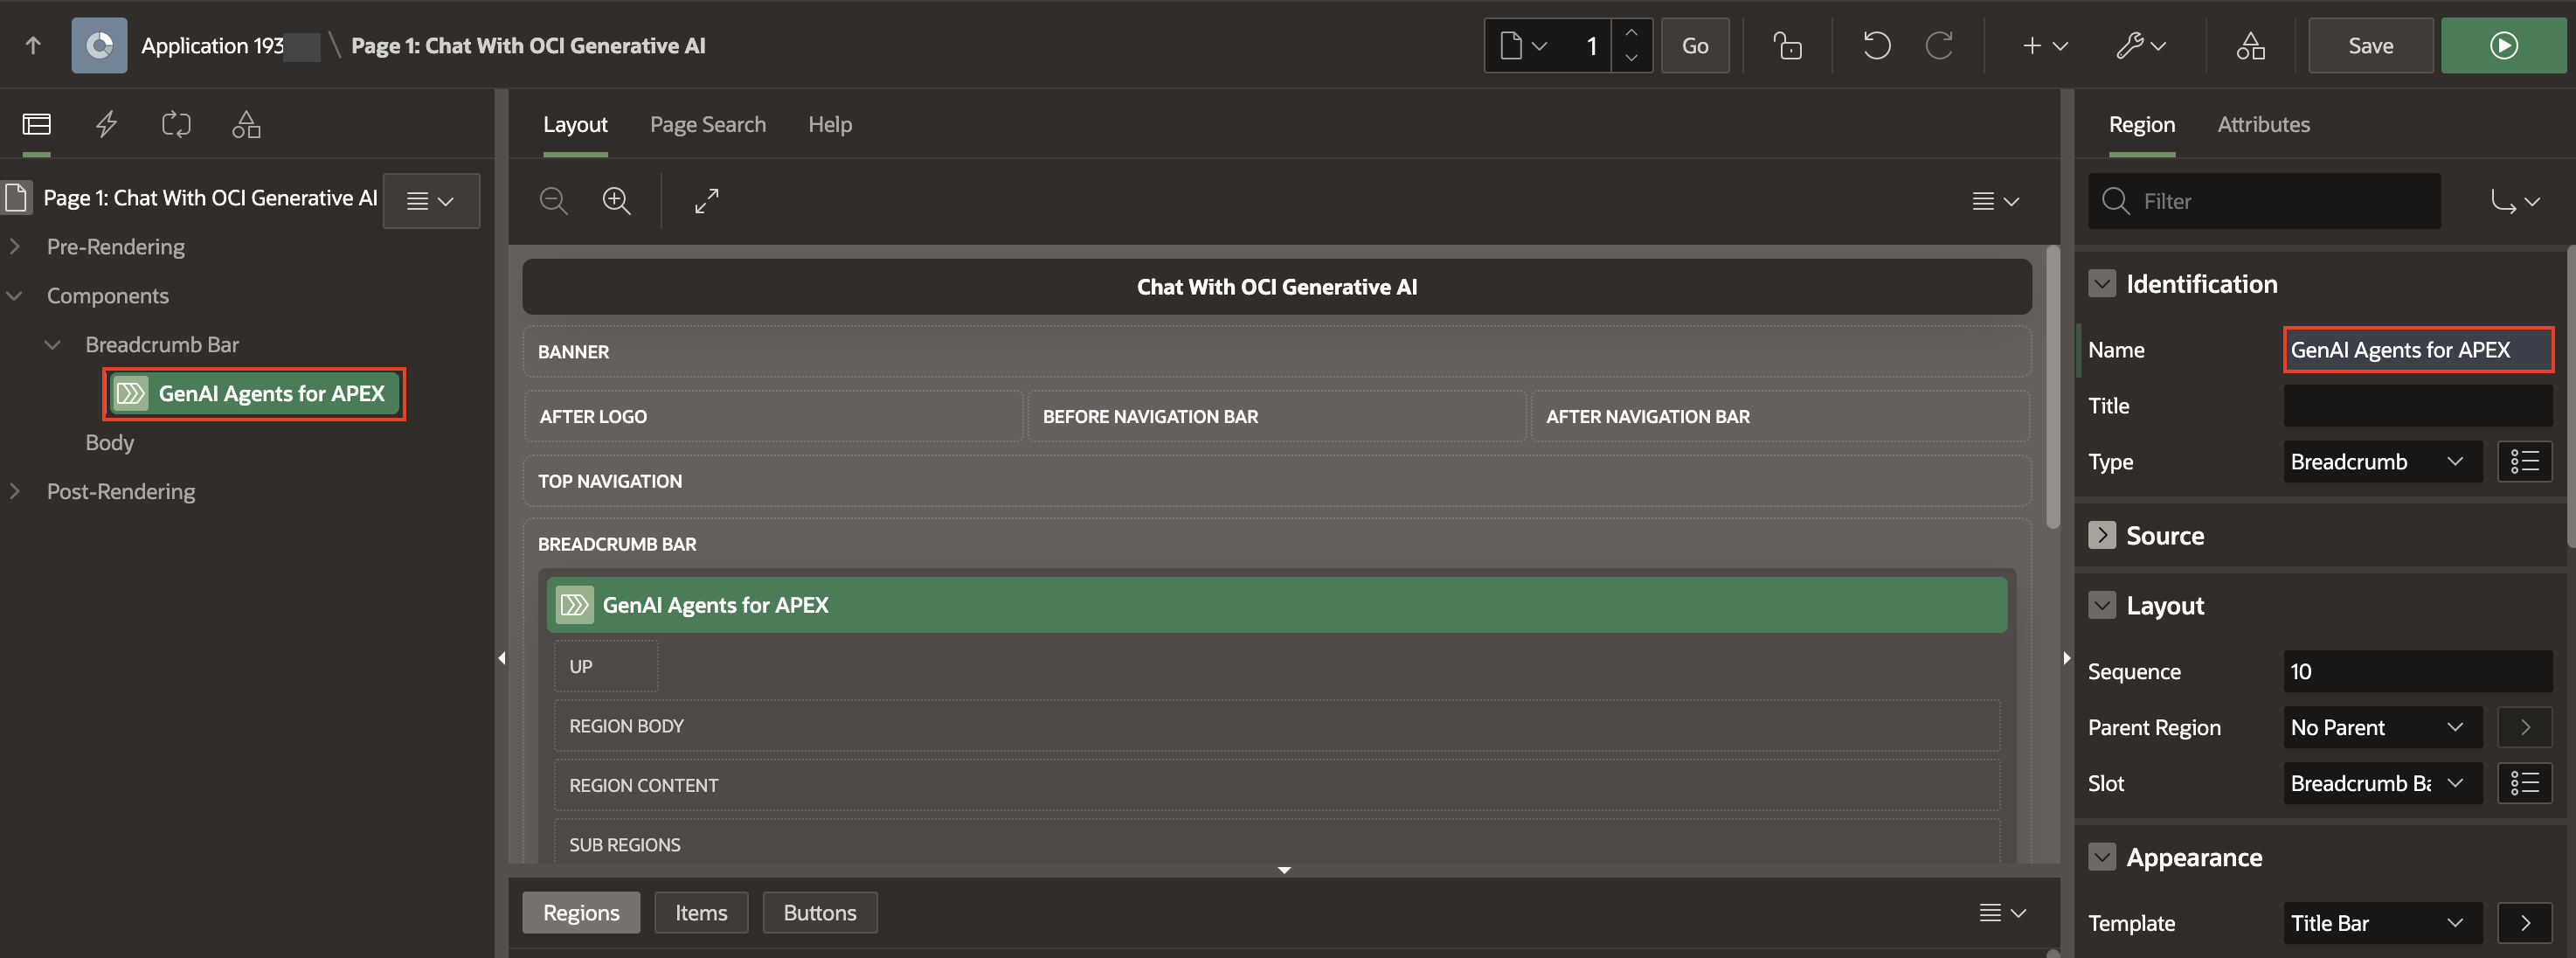 Application 193 \ Page 1: Chat With OCI Generative AI
1
Go
Save
Page 1: Chat With OCI Generative AI
Pre-Rendering
Components
Breadcrumb Bar
GenAI Agents for APEX
Body
Post-Rendering
Layout
Page Search
Help
Chat With OCI Generative AI
BANNER
AFTER LOGO
BEFORE NAVIGATION BAR
AFTER NAVIGATION BAR
TOP NAVIGATION
BREADCRUMB BAR
GenAI Agents for APEX
UP
REGION BODY
REGION CONTENT
SUB REGIONS
Regions
Items
Buttons
Region
Attributes
Filter
Identification
Name
GenAI Agents for APEX
Title
Type
Breadcrumb
Source
Layout
Sequence
10
Parent Region
No Parent
Slot
Breadcrumb Ba
Appearance
Template
Title Bar